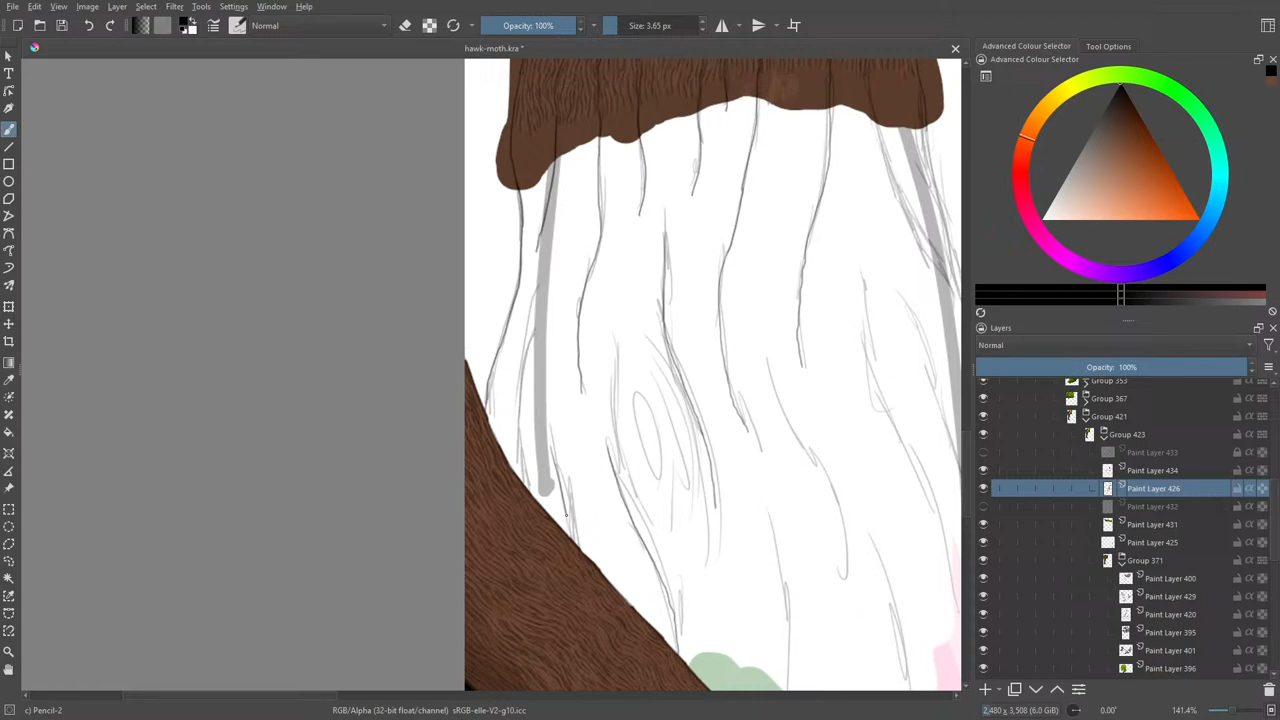 File Edit View Image Layer Select Filter Tools Settings Window Help
Normal
Opacity: 100%
Size: 3.65 px
hawk-moth.kra *
Advanced Colour Selector Tool Options
Advanced Colour Selector
Layers
Normal
Opacity: 100%
Group 353
Group 367
Group 421
Group 423
Paint Layer 433
Paint Layer 434
Paint Layer 426
Paint Layer 432
Paint Layer 431
Paint Layer 425
Group 371
Paint Layer 400
Paint Layer 429
Paint Layer 420
Paint Layer 395
Paint Layer 401
Paint Layer 396
c) Pencil-2
RGB/Alpha (32-bit float/channel) sRGB-elle-V2-g10.icc
2,480 x 3,508 (6.0 GiB)
0.00°
141.4%